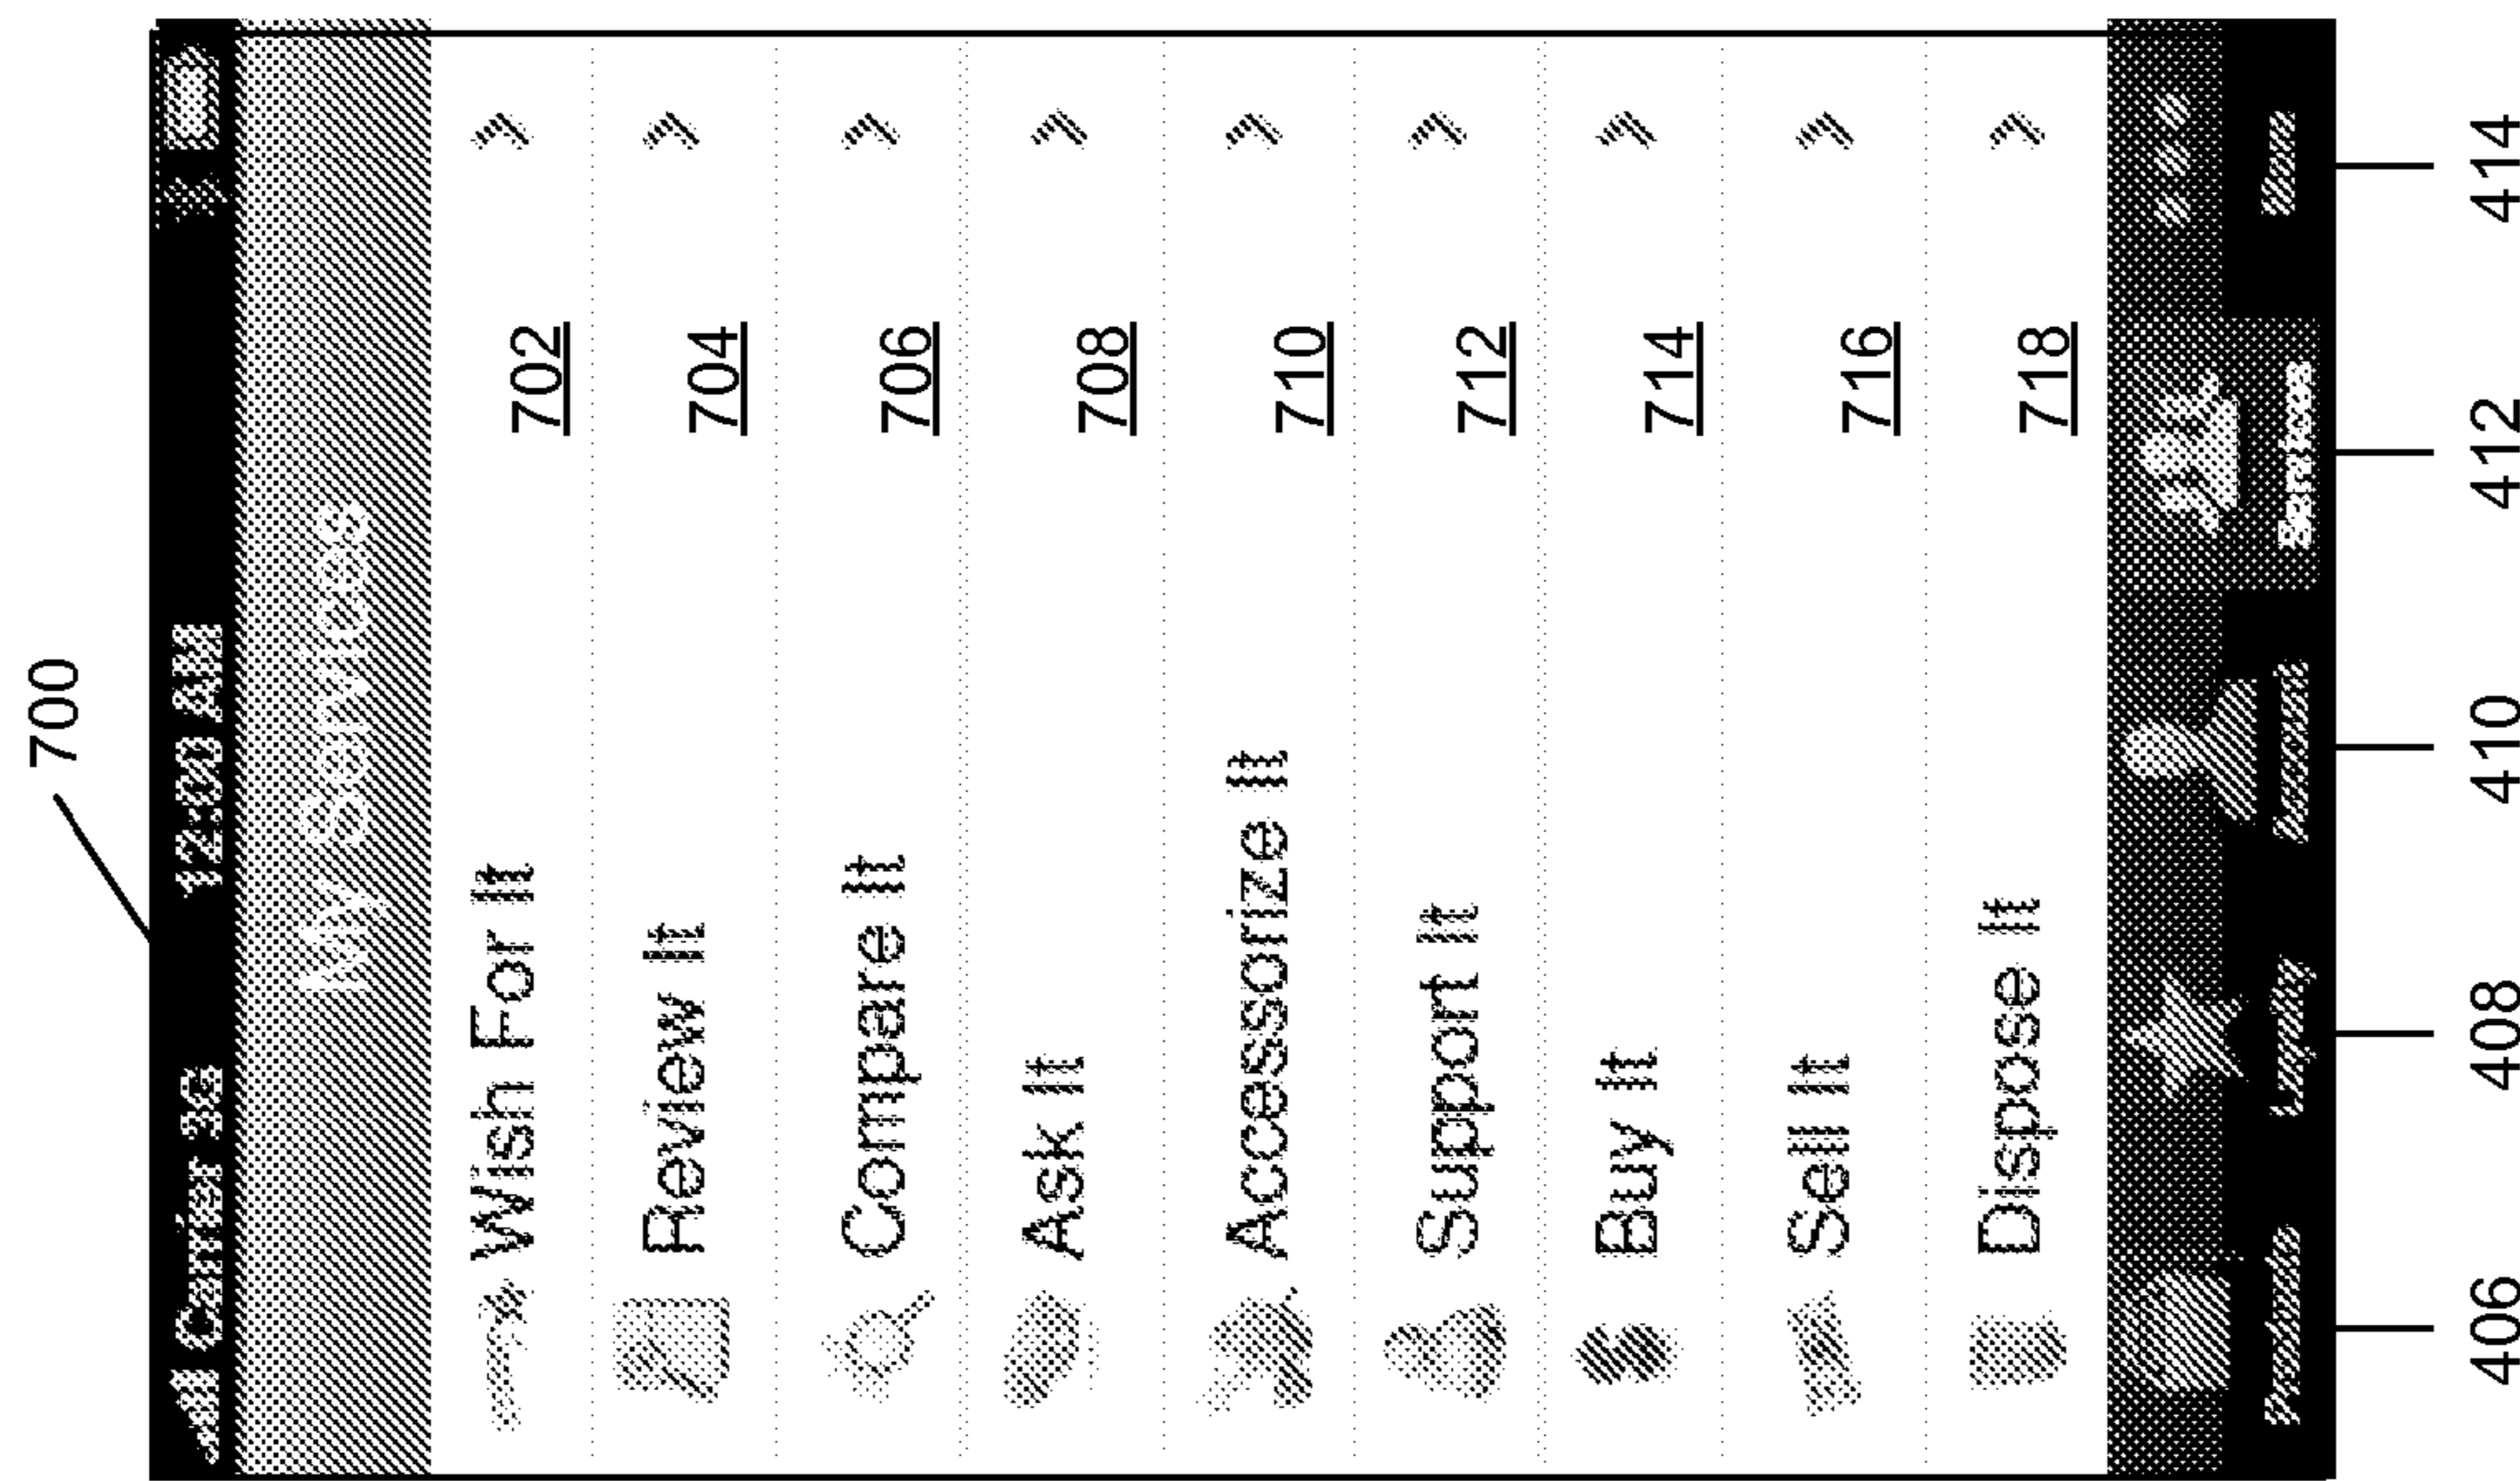 700
Carrier 3G 12:00 AM
My Services
Wish For It 702
Review It 704
Compare It 706
Ask It 708
Accessorize It 710
Support It 712
Buy It 714
Sell It 716
Dispose It 718
Services
406 408 410 412 414